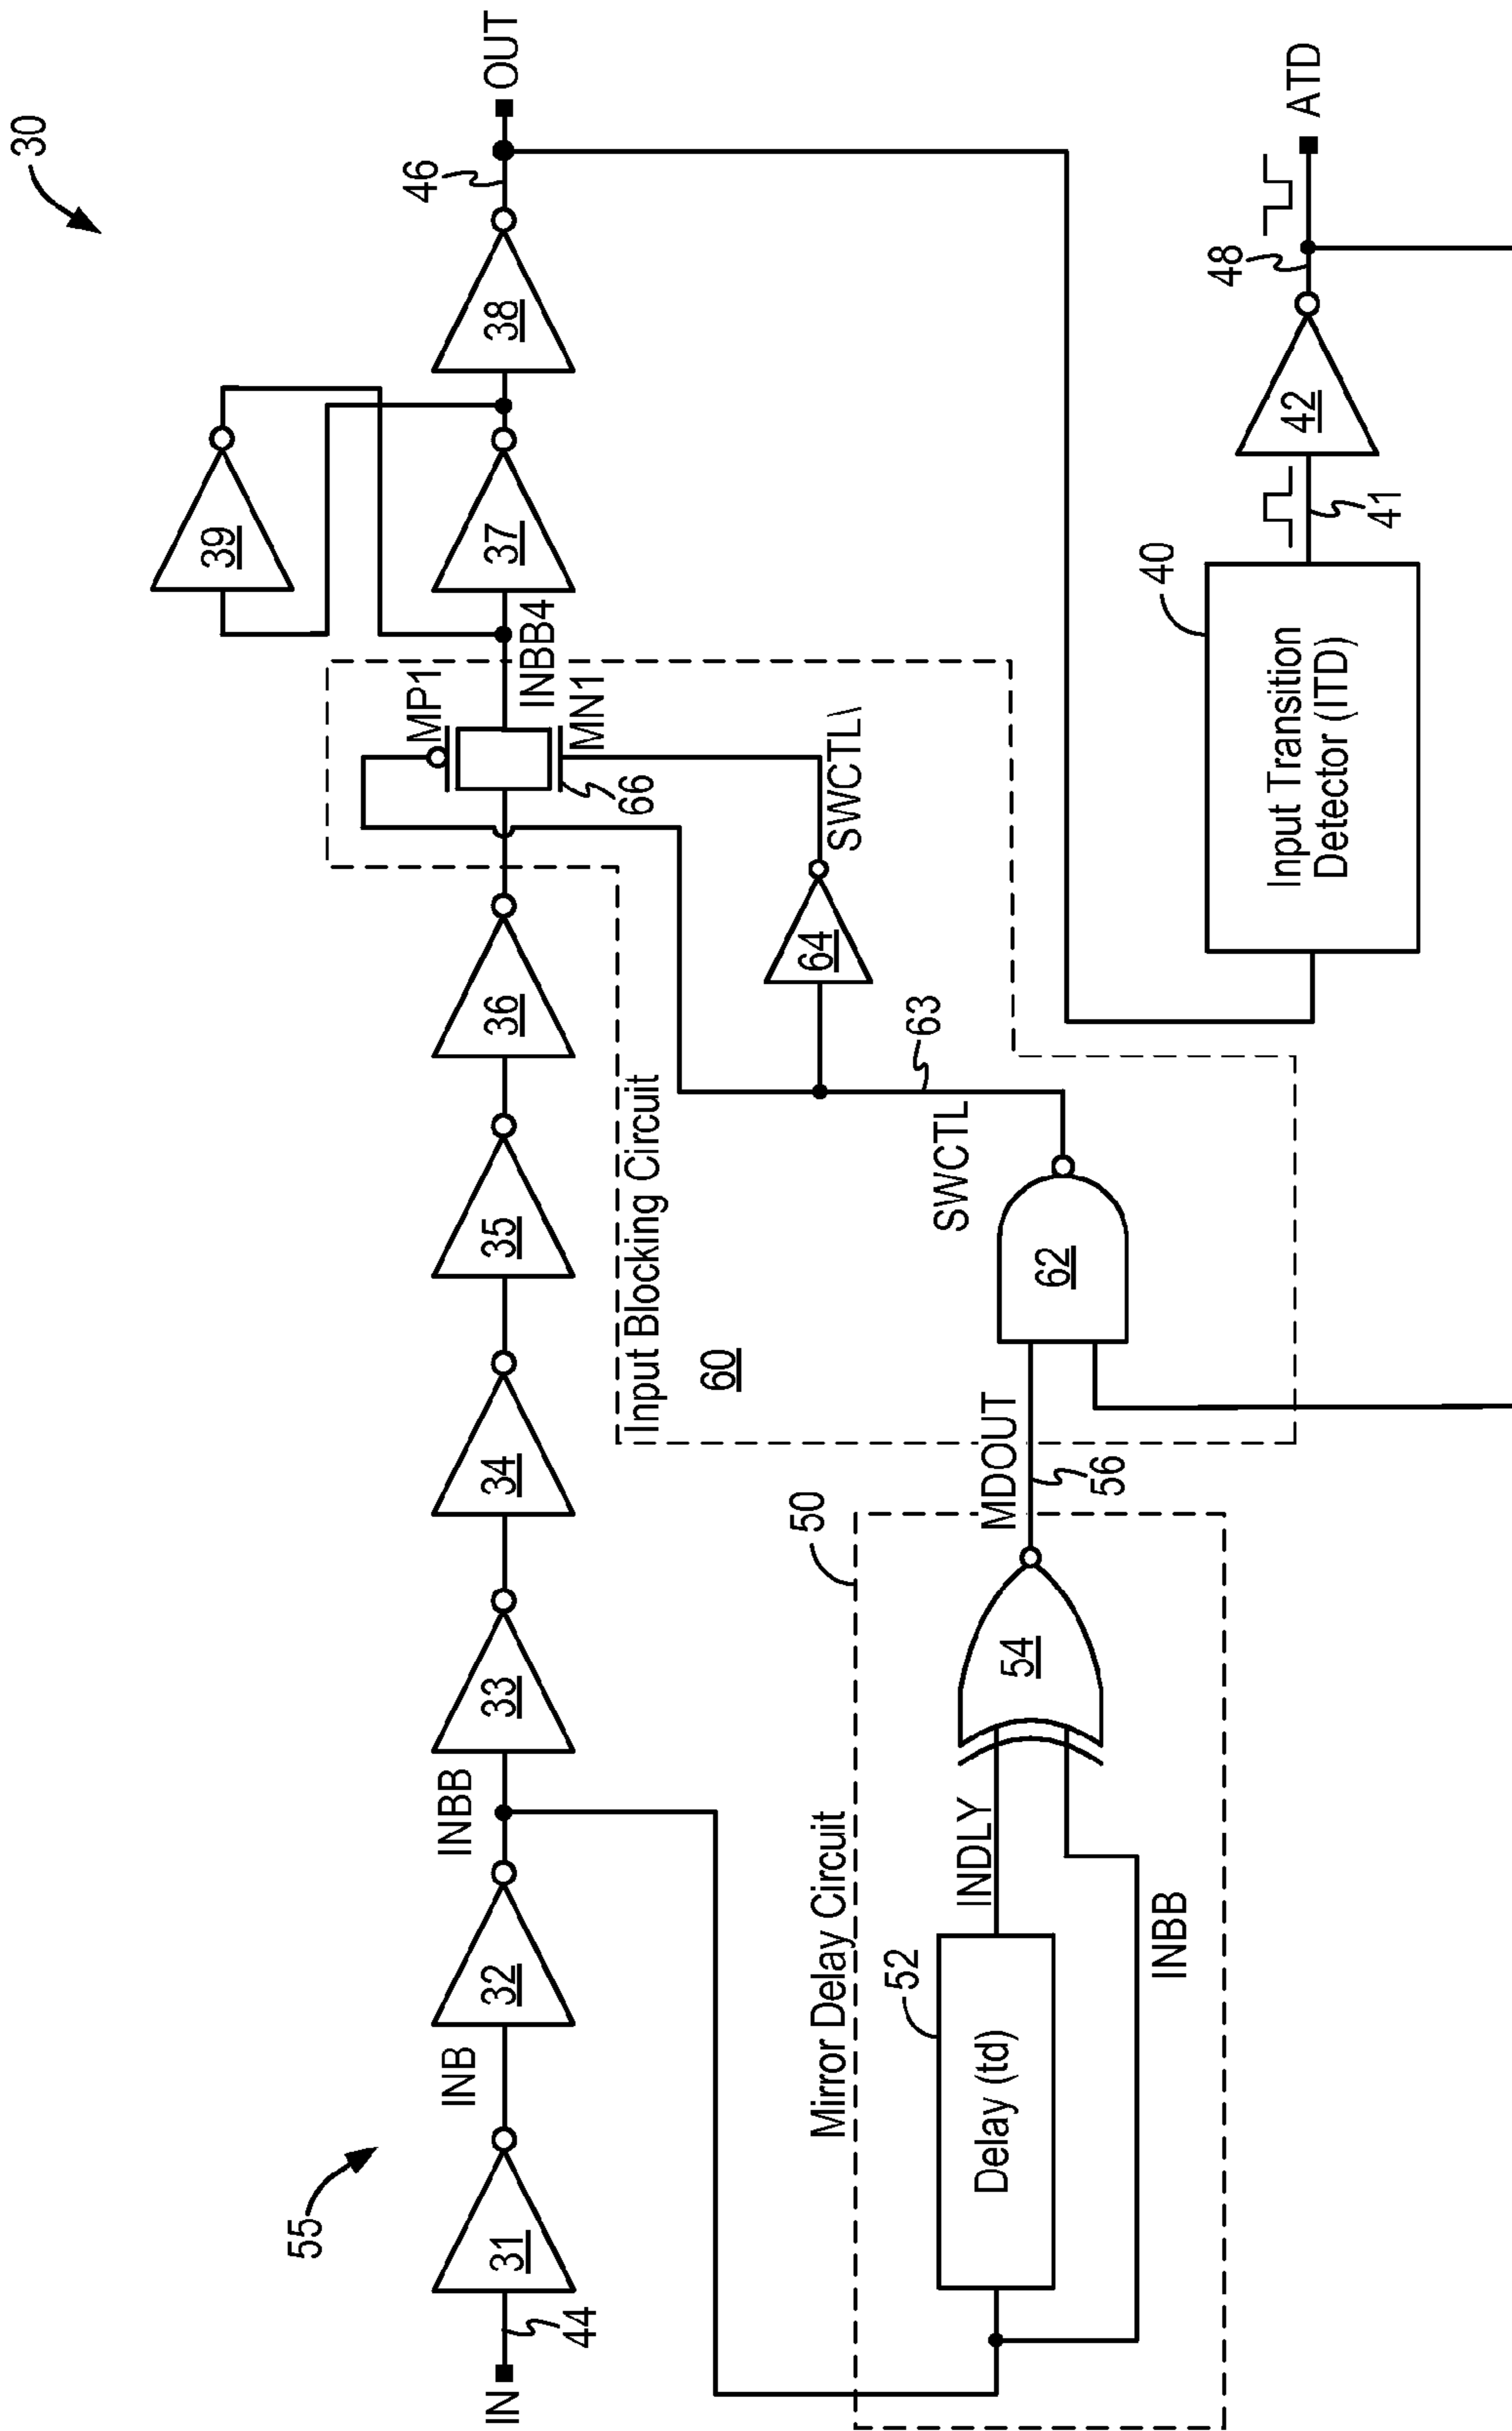 30
55
IN
44
31
INB
32
INBB
33
34
35
36
MP1
MN1
66
INBB4
37
39
38
46
OUT
Input Blocking Circuit
60
SWCTL
63
64
SWCTL\
62
MDOUT
56
50
Mirror Delay Circuit
52
Delay (td)
INDLY
INBB
54
40
Input Transition
Detector (ITD)
41
42
48
ATD